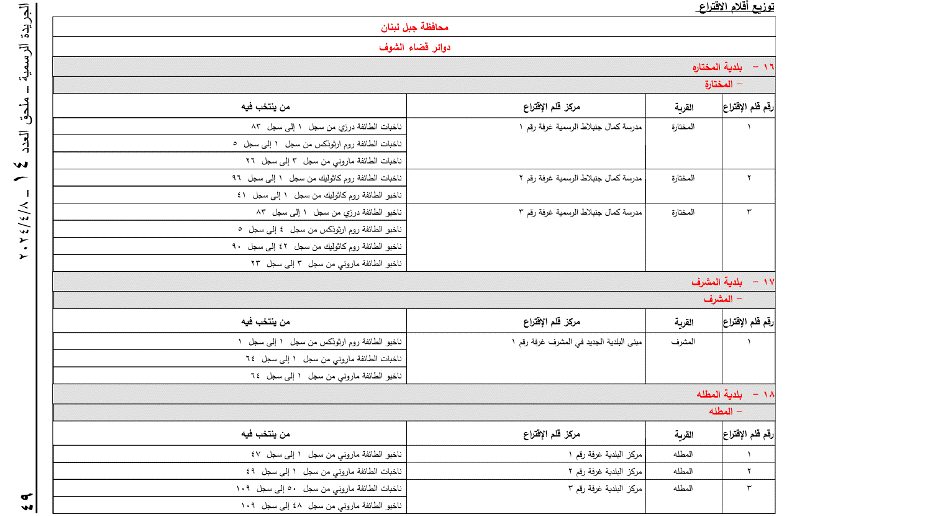 توزيع أقلام الاقتراع
محافظة جبل لبنان
دوائر قضاء الشوف
١٦ - بلدية المختاره
- المختارة
رقم قلم الإقتراع القرية مركز قلم الإقتراع من ينتخب فيه
١ المختارة مدرسة كمال جنبلاط الرسمية غرفة رقم ١ ناخبات الطائفة درزي من سجل ١ إلى سجل ٨٣
ناخبات الطائفة روم ارثوذكس من سجل ١ إلى سجل ٥
ناخبات الطائفة ماروني من سجل ٣ إلى سجل ٢٦
٢ المختارة مدرسة كمال جنبلاط الرسمية غرفة رقم ٢ ناخبات الطائفة روم كاثوليك من سجل ١ إلى سجل ٩٦
ناخبو الطائفة روم كاثوليك من سجل ١ إلى سجل ٤١
٣ المختارة مدرسة كمال جنبلاط الرسمية غرفة رقم ٣ ناخبو الطائفة درزي من سجل ١ إلى سجل ٨٣
ناخبو الطائفة روم ارثوذكس من سجل ٤ إلى سجل ٥
ناخبو الطائفة روم كاثوليك من سجل ٤٢ إلى سجل ٩٠
ناخبو الطائفة ماروني من سجل ٣ إلى سجل ٢٣
١٧ - بلدية المشرف
- المشرف
رقم قلم الإقتراع القرية مركز قلم الإقتراع من ينتخب فيه
١ المشرف مبنى البلدية الجديد في المشرف غرفة رقم ١ ناخبو الطائفة روم ارثوذكس من سجل ١ إلى سجل ١
ناخبات الطائفة ماروني من سجل ١ إلى سجل ٦٤
ناخبو الطائفة ماروني من سجل ١ إلى سجل ٦٤
١٨ - بلدية المطله
- المطله
رقم قلم الإقتراع القرية مركز قلم الإقتراع من ينتخب فيه
١ المطله مركز البلدية غرفة رقم ١ ناخبو الطائفة ماروني من سجل ١ إلى سجل ٤٧
٢ المطله مركز البلدية غرفة رقم ٢ ناخبات الطائفة ماروني من سجل ١ إلى سجل ٤٩
٣ المطله مركز البلدية غرفة رقم ٣ ناخبات الطائفة ماروني من سجل ٥٠ إلى سجل ١٠٩
ناخبو الطائفة ماروني من سجل ٤٨ إلى سجل ١٠٩
الجريدة الرسمية – ملحق العدد ١٤ – ٢٠٢٤/٤/٨
٤٩